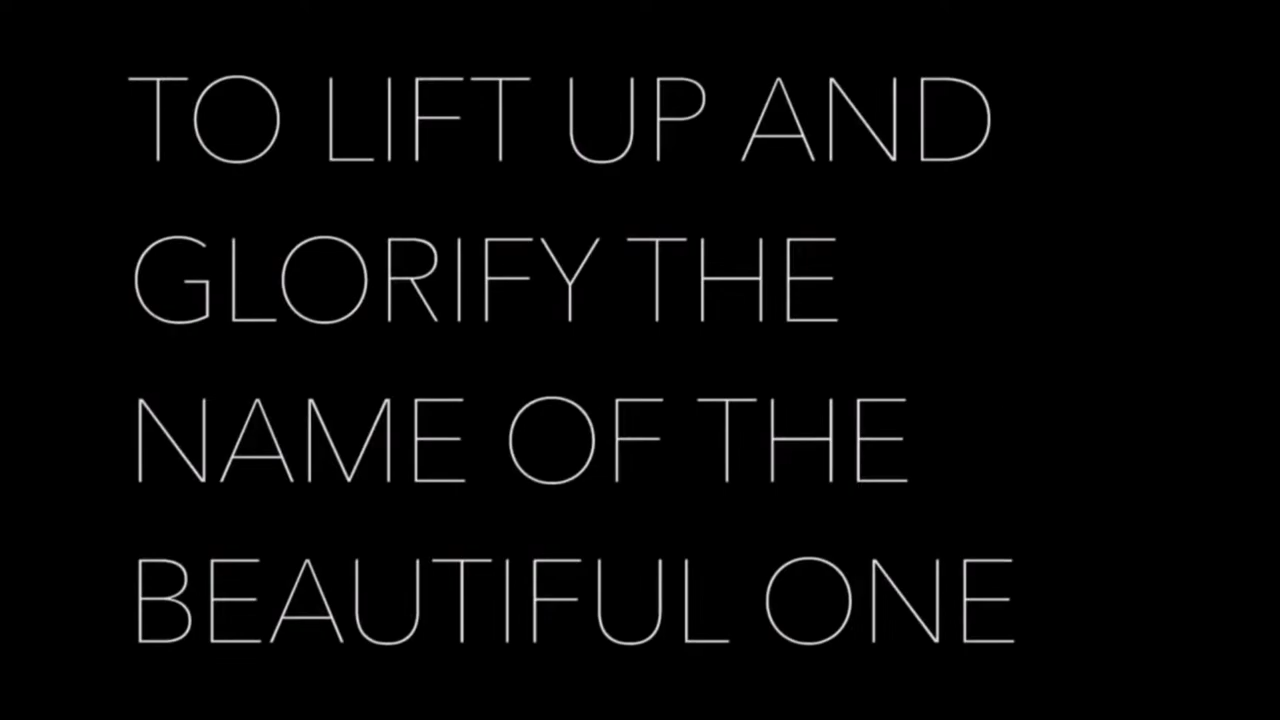 TO LIFT UP AND
GLORIFY THE
NAME OF THE
BEAUTIFUL ONE